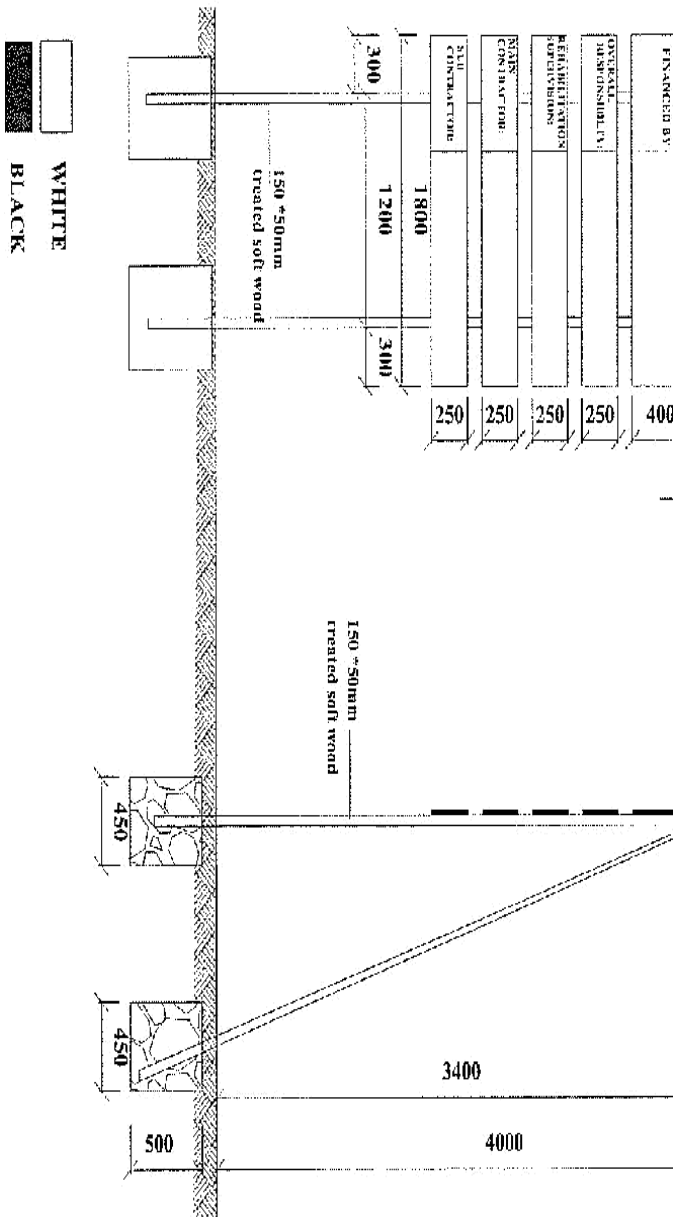 FINANCED BY
OVERALL
RESPONSIBILITY:
REHABILITATION
SUPERVISION:
MAIN
CONTRACTOR:
SUB
CONTRACTOR:
400
250
250
250
250
300
1200
300
1800
150 *50mm
treated soft wood
150 *50mm
treated soft wood
3400
4000
450
450
500
WHITE
BLACK